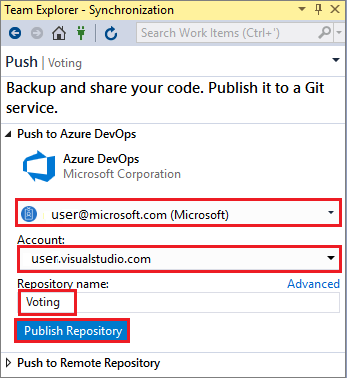 Team Explorer - Synchronization
Search Work Items (Ctrl+')
Push | Voting
Backup and share your code. Publish it to a Git
service.
Push to Azure DevOps
Azure DevOps
Microsoft Corporation
user@microsoft.com (Microsoft)
Account:
user.visualstudio.com
Repository name:
Advanced
Voting
Publish Repository
Push to Remote Repository